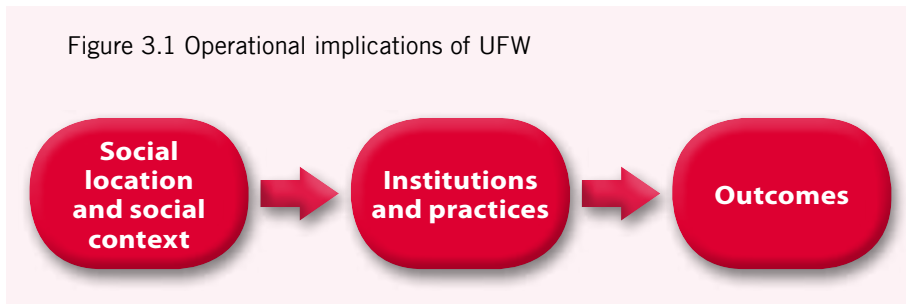 Figure 3.1 Operational implications of UFW
Social
location
and social
context
Institutions
and practices
Outcomes